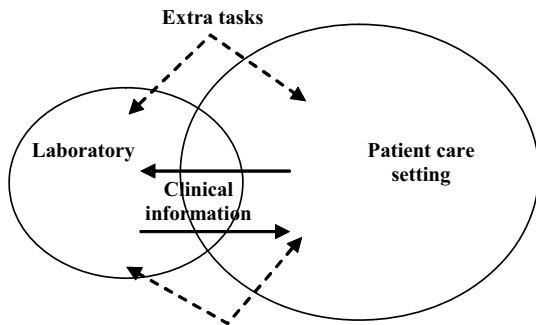 Extra tasks
Laboratory
Patient care
setting
Clinical
information